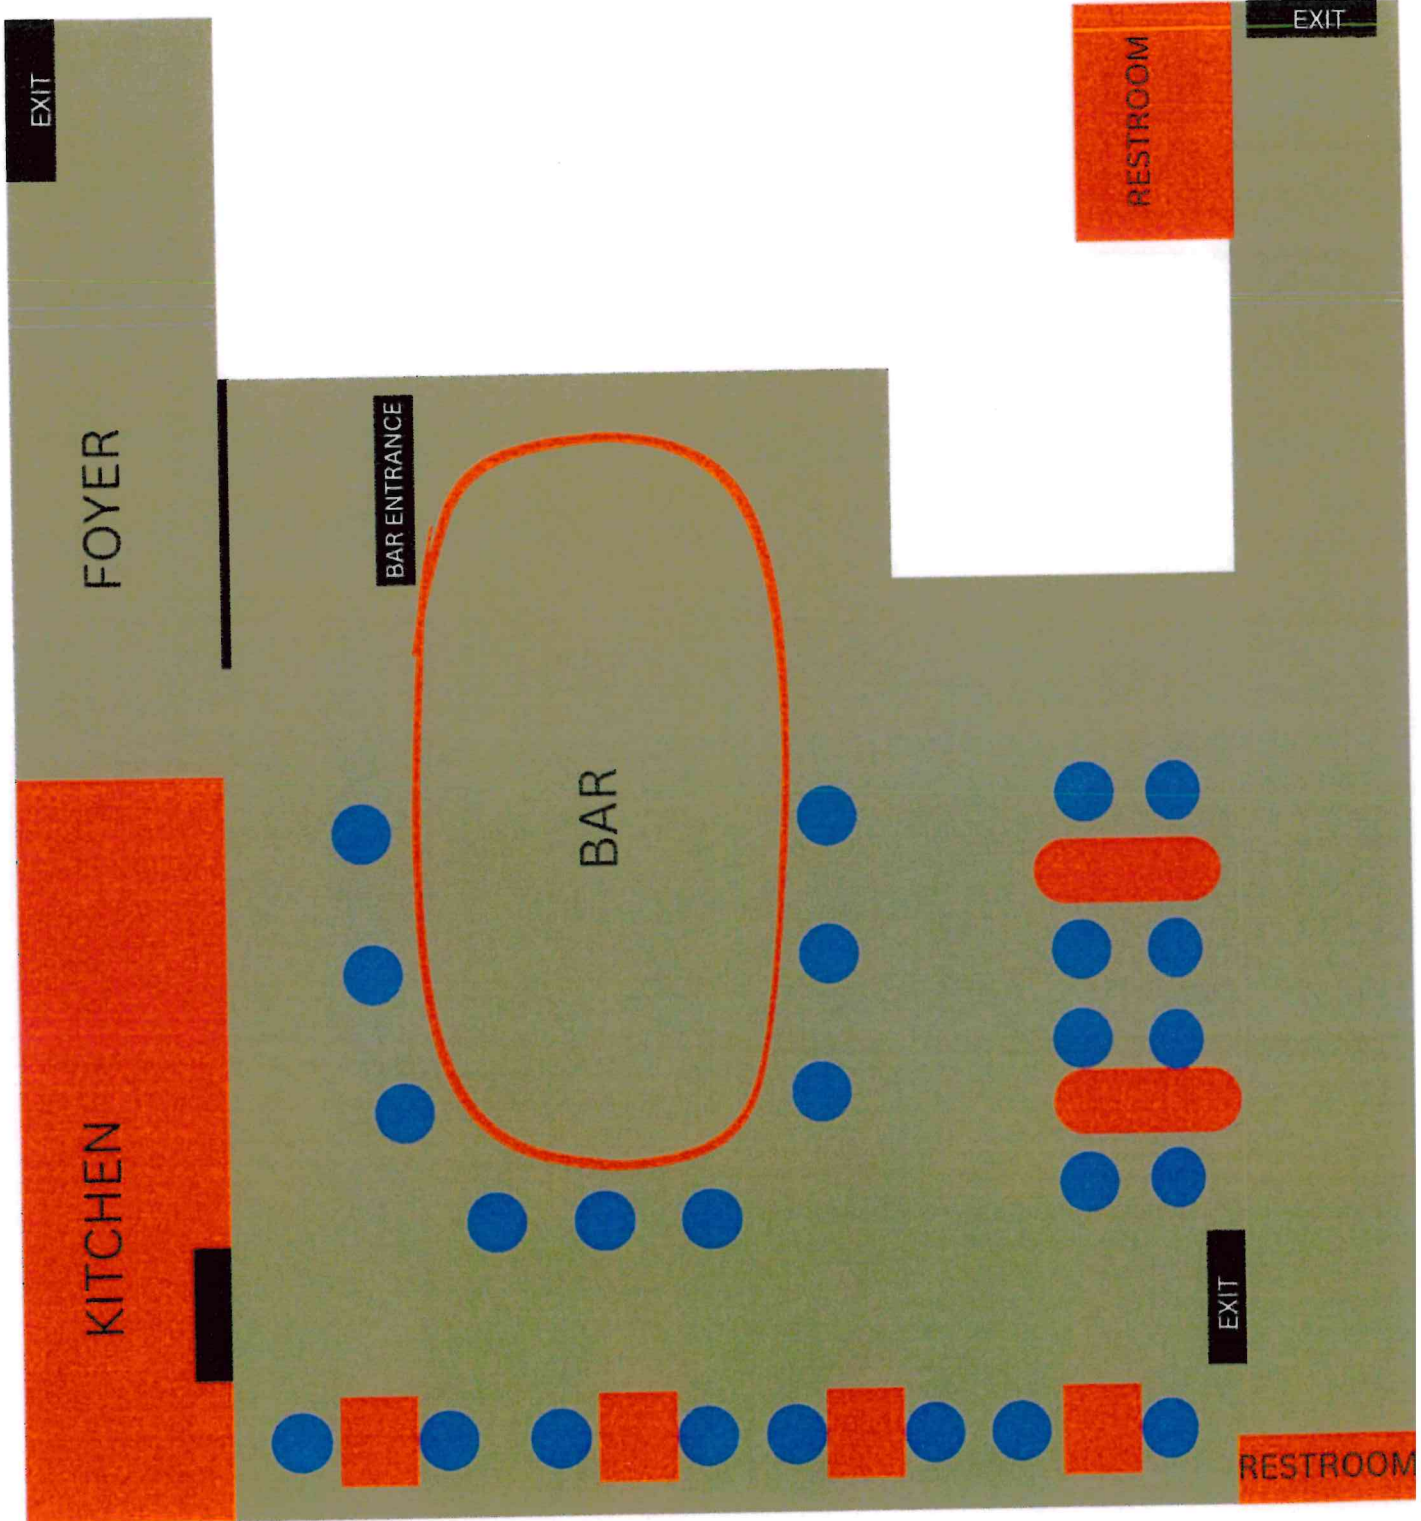 EXIT
RESTROOM
EXIT
FOYER
BAR ENTRANCE
BAR
KITCHEN
EXIT
RESTROOM